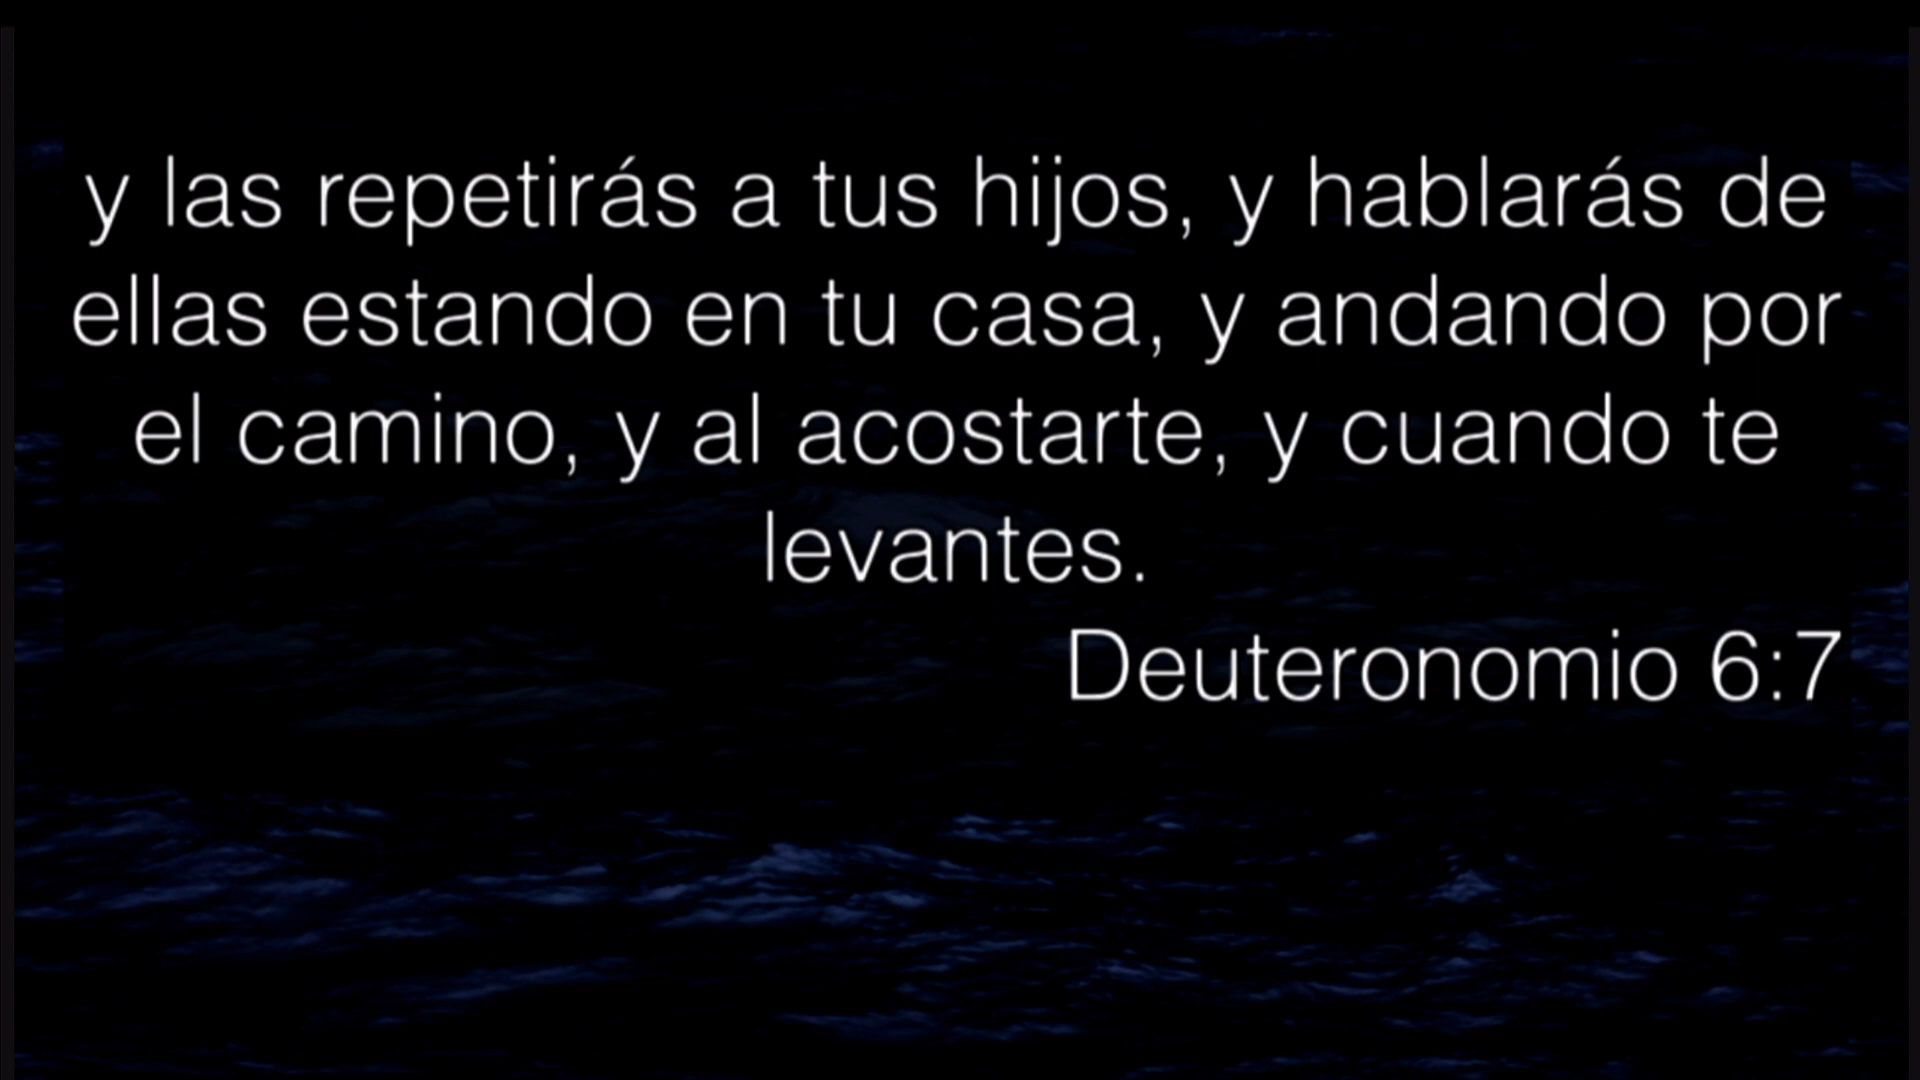 y las repetirás a tus hijos, y hablarás de
ellas estando en tu casa, y andando por
el camino, y al acostarte, y cuando te
levantes.
Deuteronomio 6:7